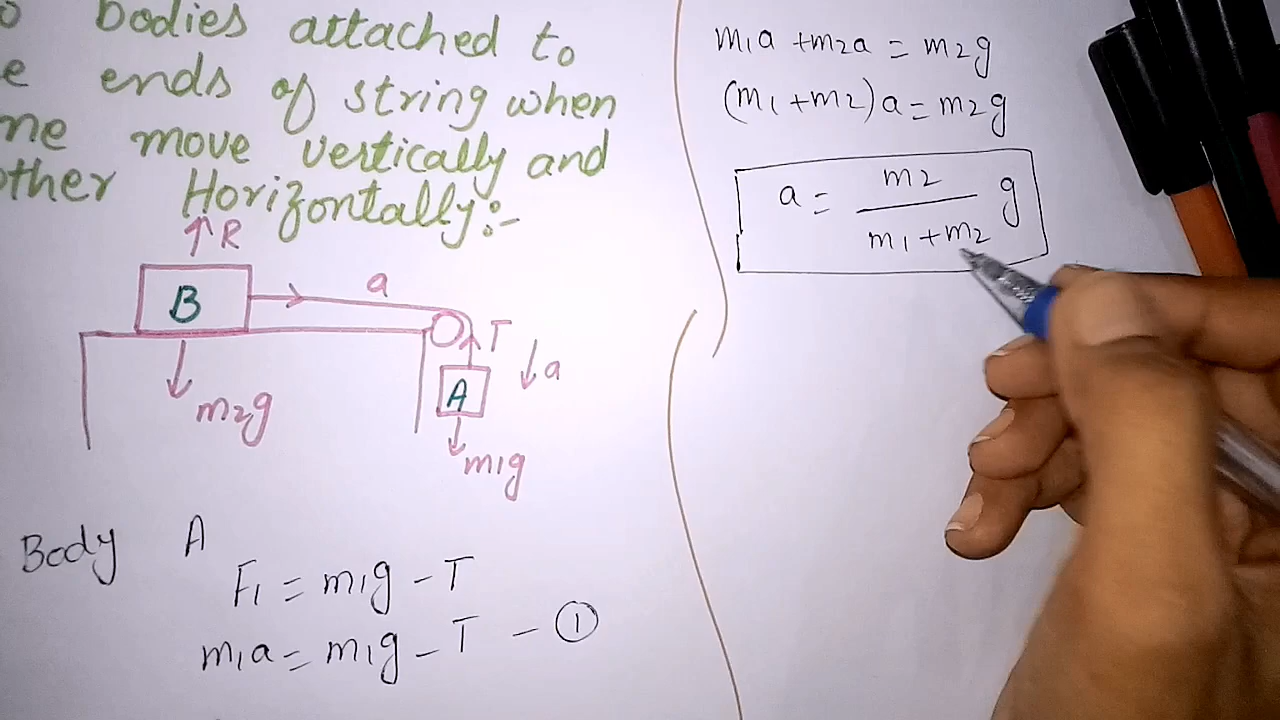 bodies attached to
ends of string when
move vertically and
Horizontally:-
R
B
a
T
a
A
m2g
m1g
Body A
F1 = m1g - T
m1a = m1g - T - ①
m1a + m2a = m2g
(m1 + m2)a = m2g
a = m2 / m1 + m2 g